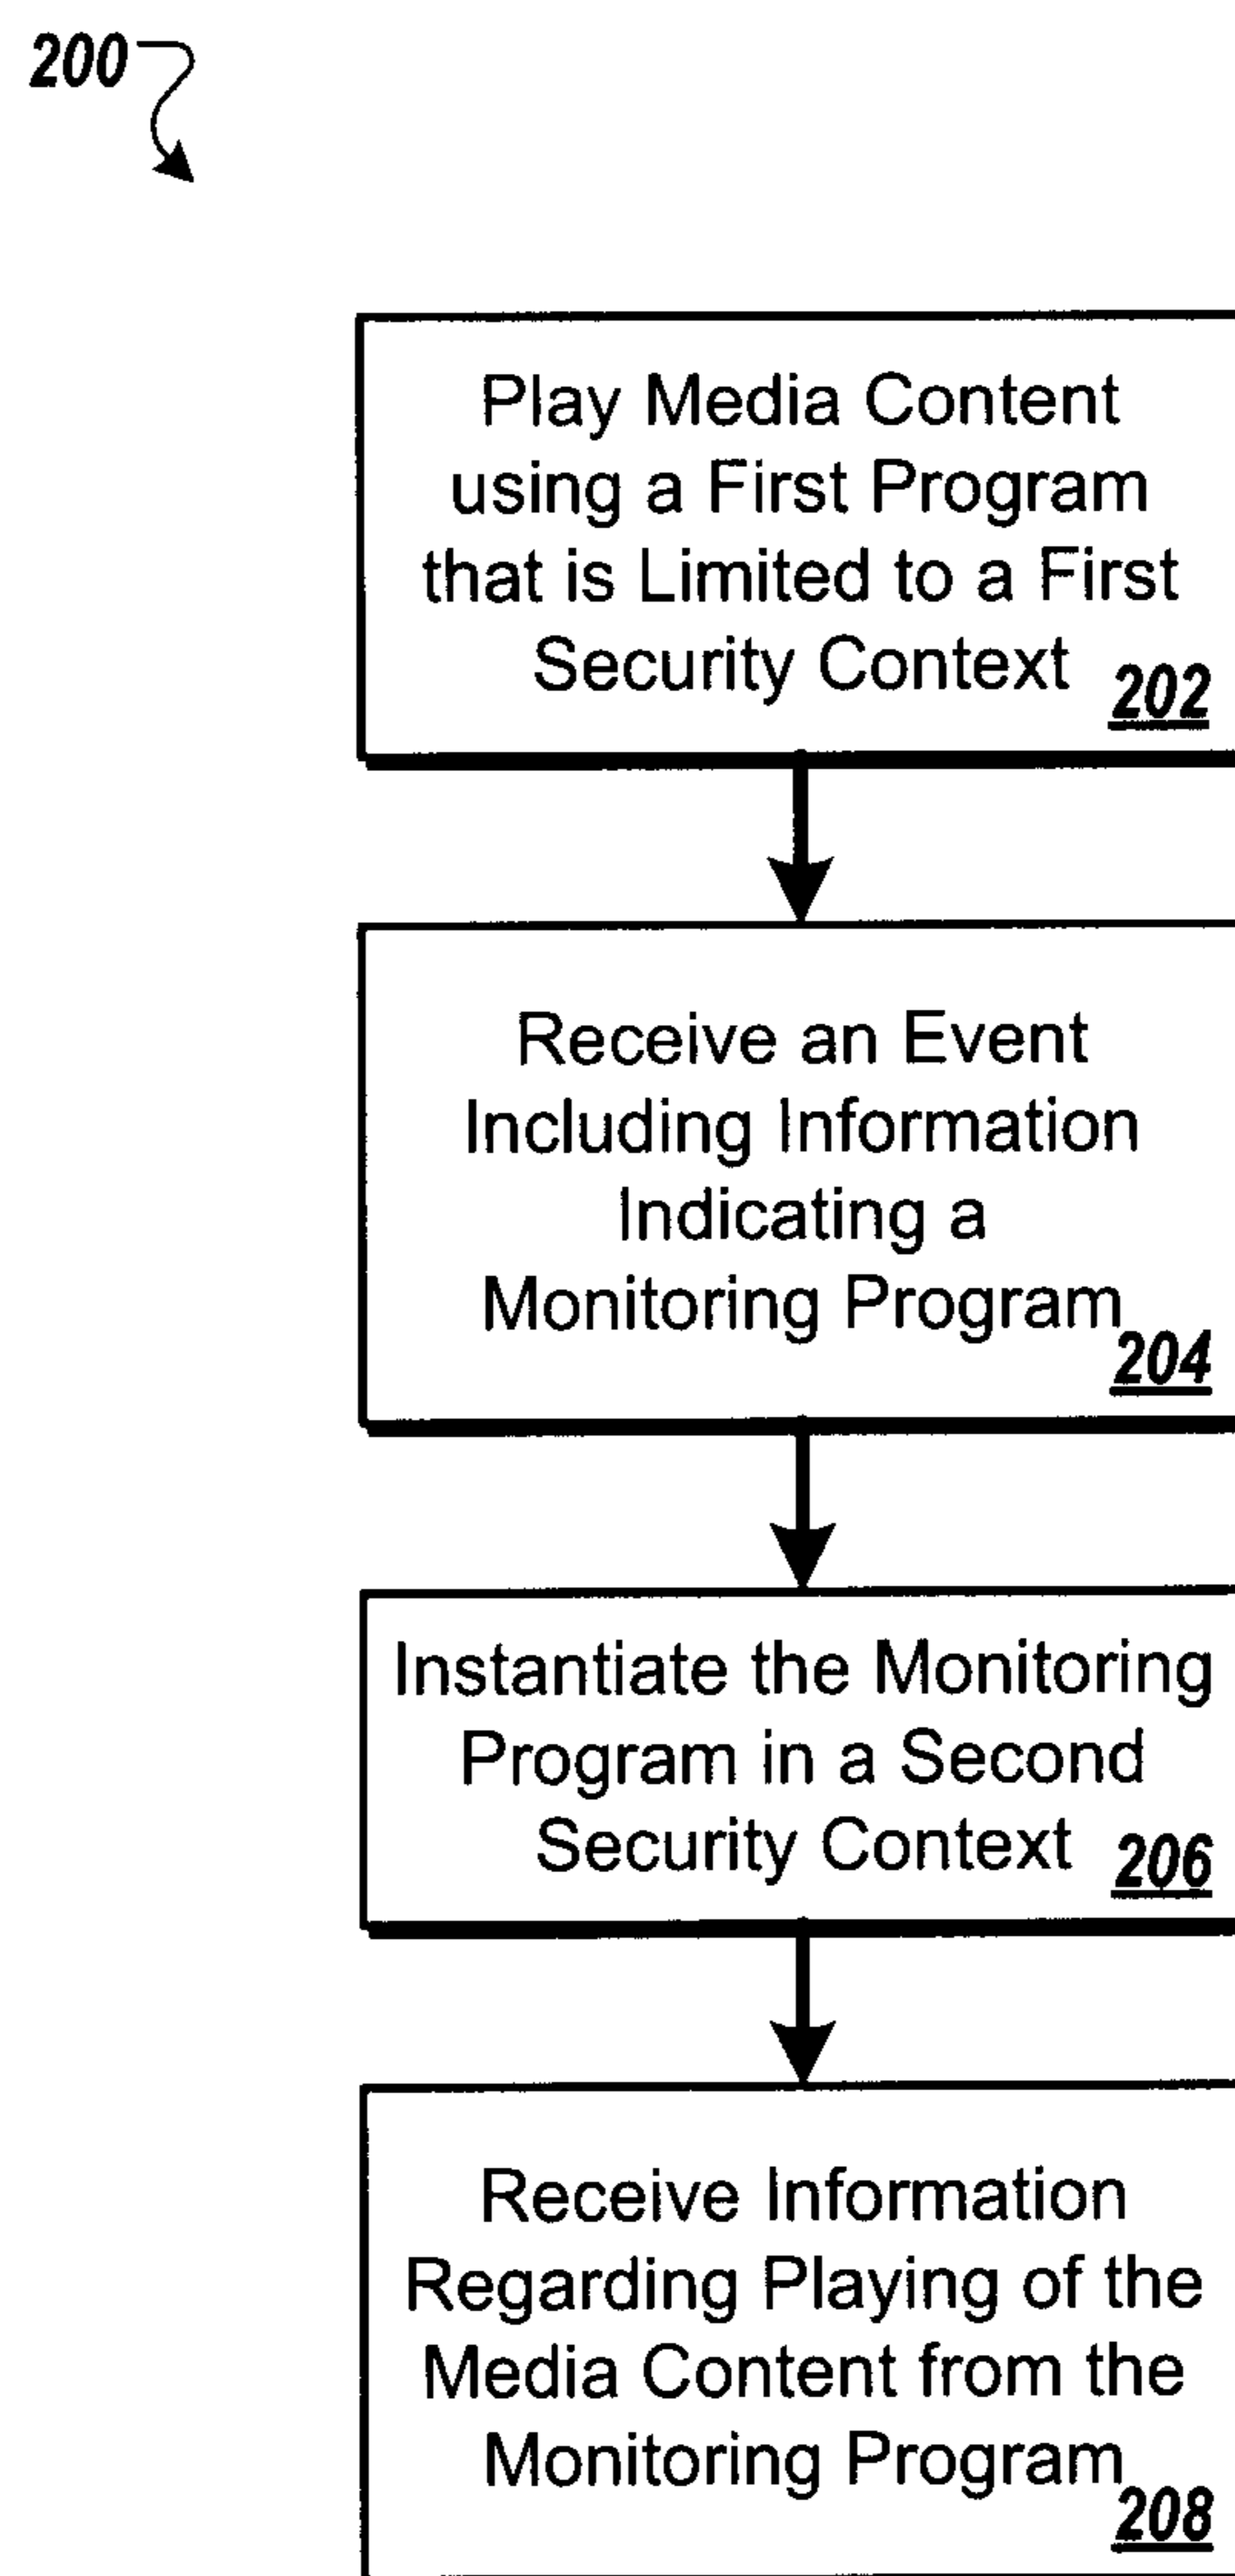 200
Play Media Content
using a First Program
that is Limited to a First
Security Context
202
Receive an Event
Including Information
Indicating a
Monitoring Program
204
Instantiate the Monitoring
Program in a Second
Security Context
206
Receive Information
Regarding Playing of the
Media Content from the
Monitoring Program
208